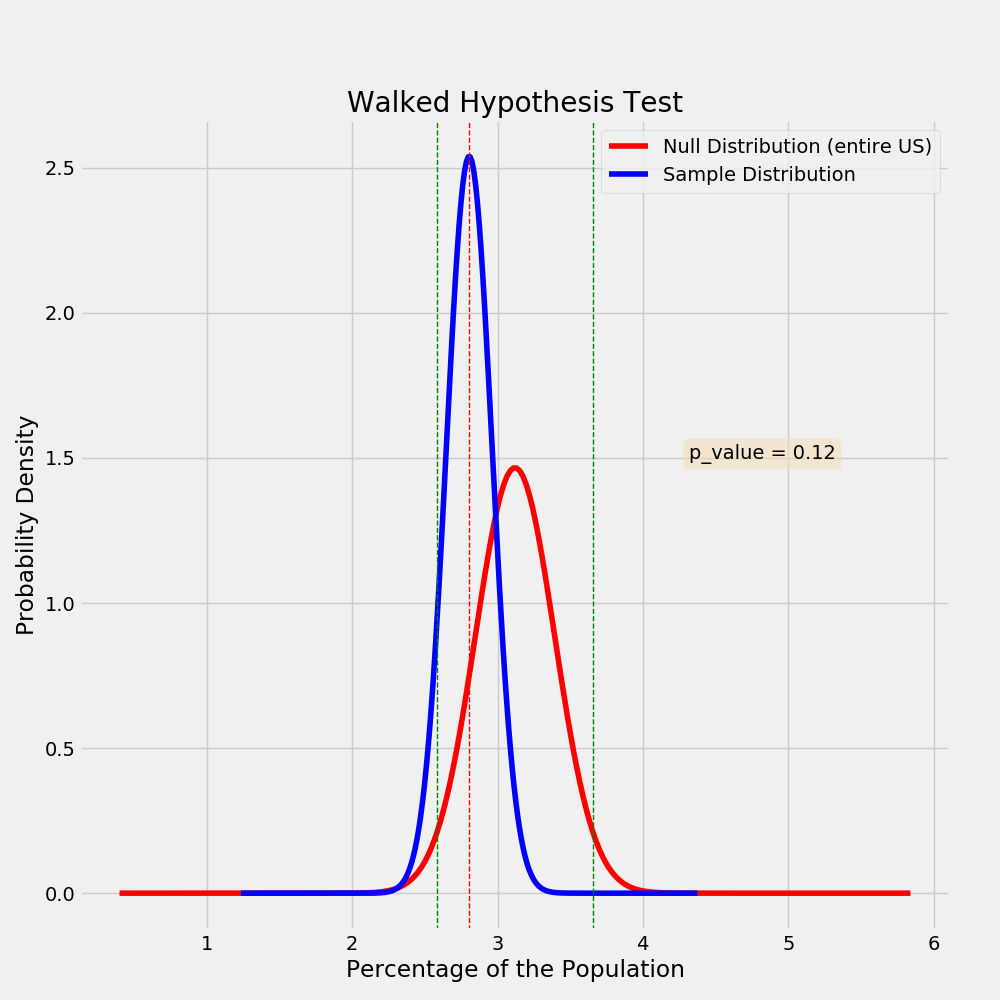 Walked Hypothesis Test
Null Distribution (entire US)
Sample Distribution
p_value = 0.12
Probability Density
2.5
2.0
1.5
1.0
0.5
0.0
1 2 3 4 5 6
Percentage of the Population